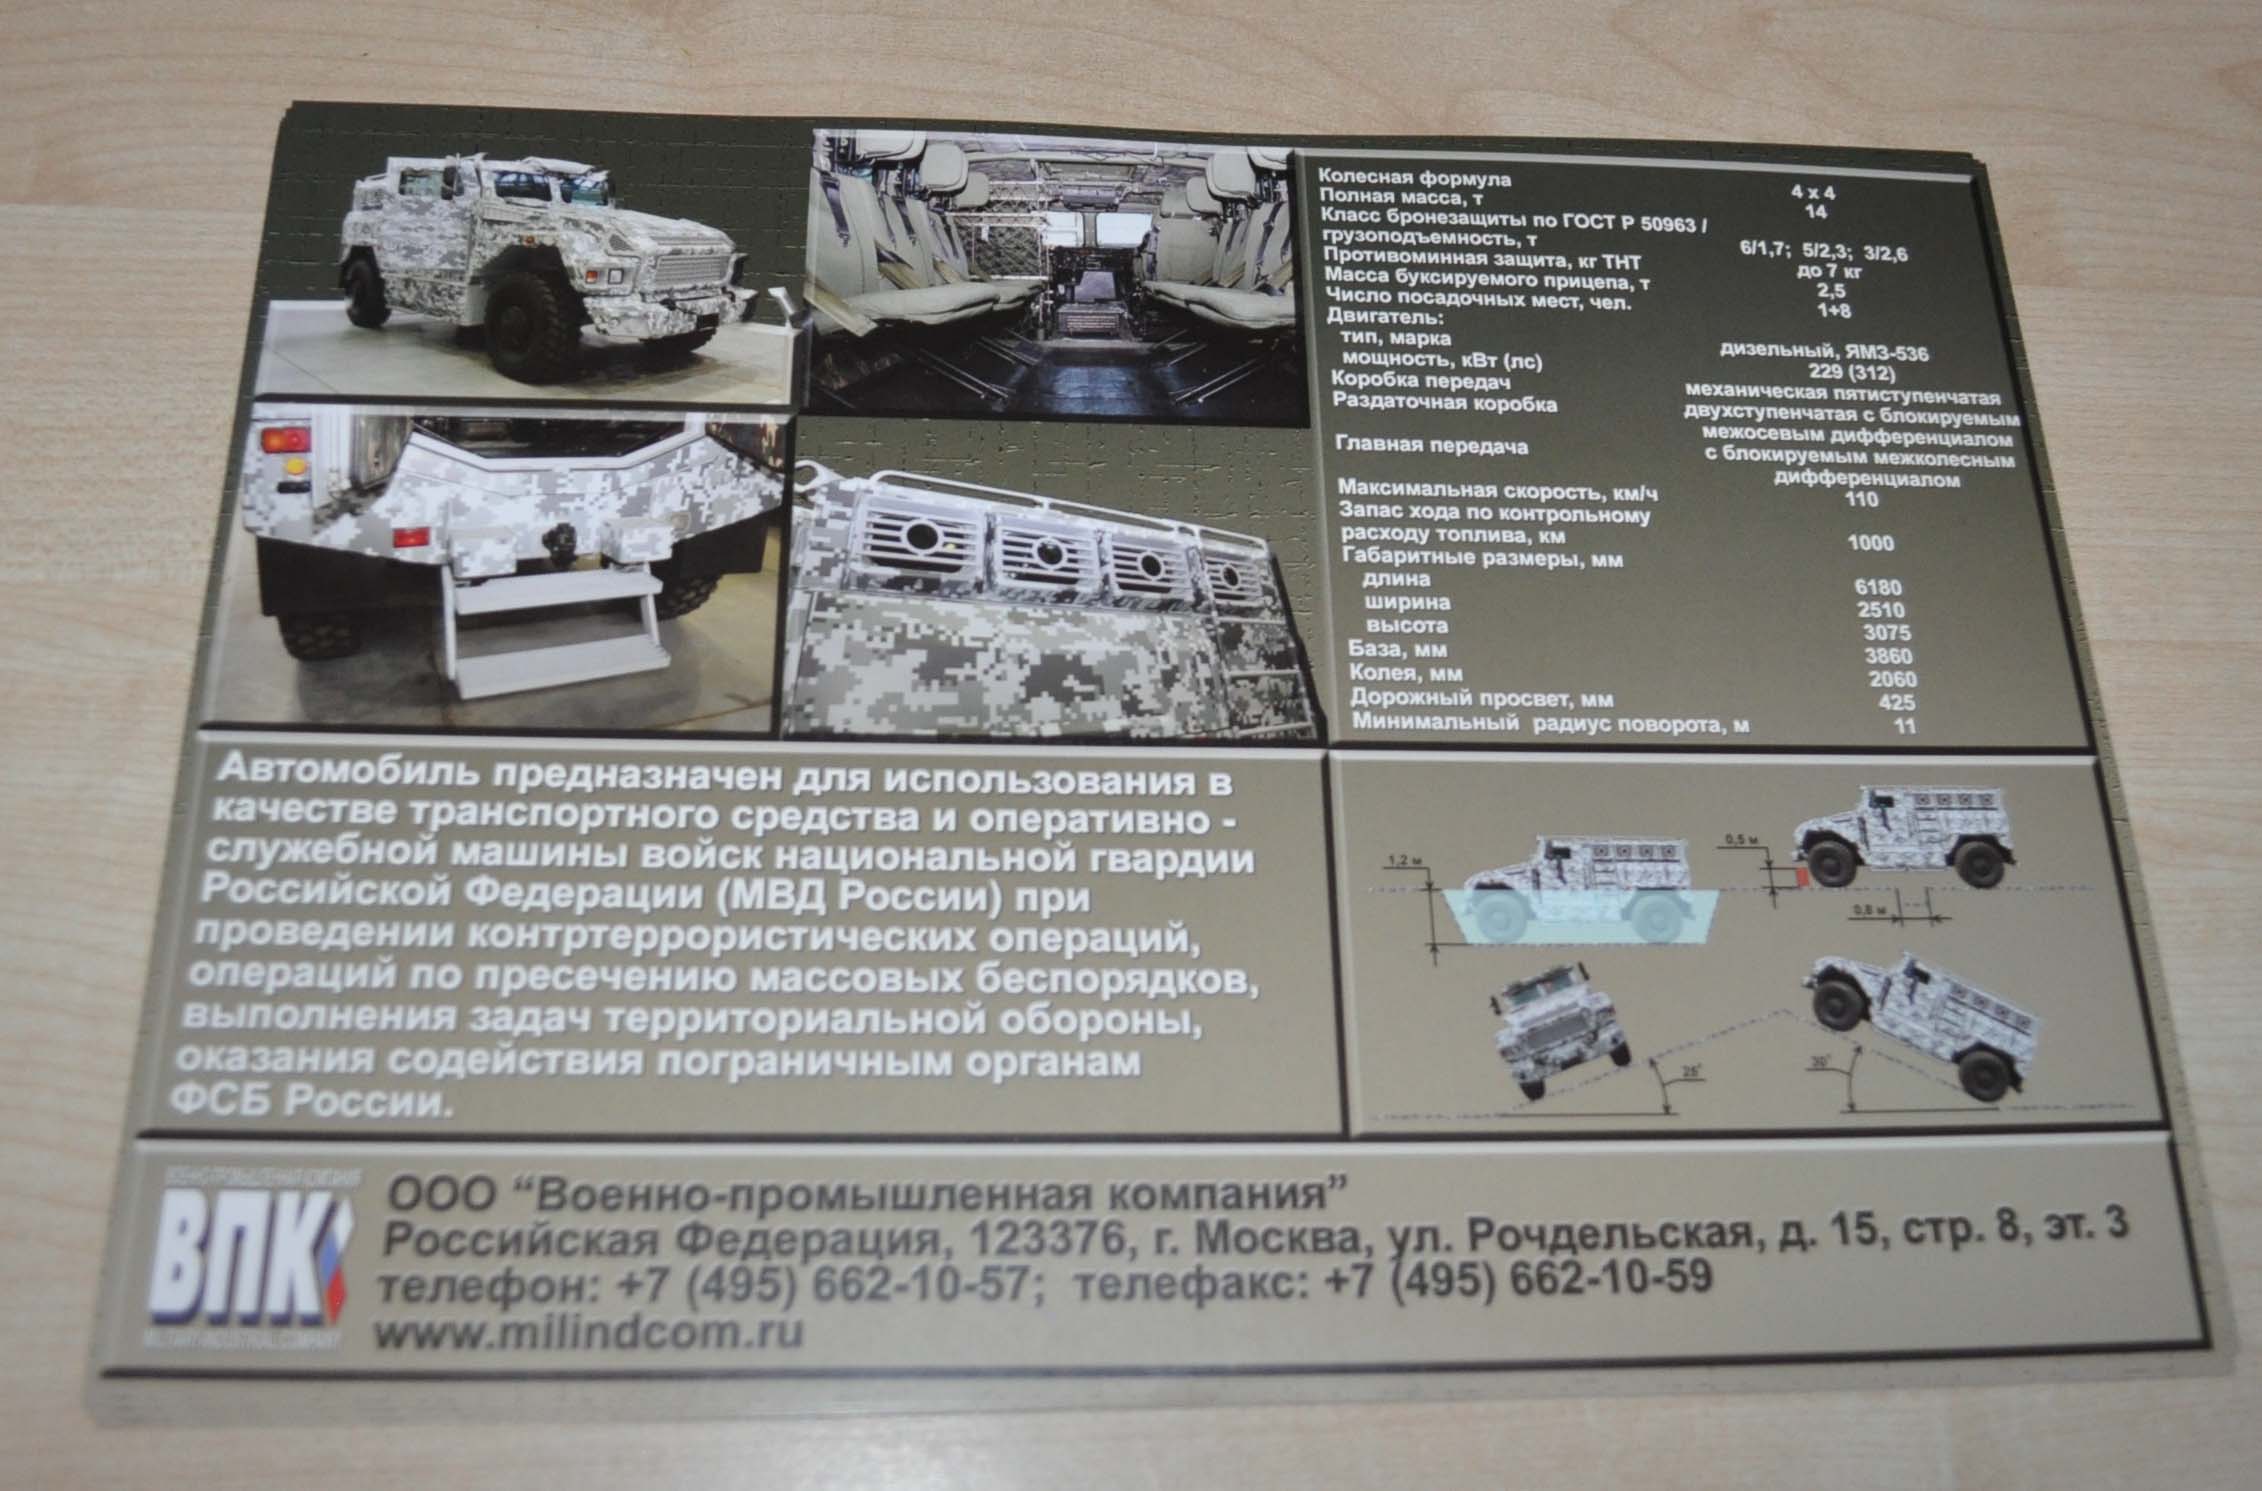 Колесная формула 4 x 4
Полная масса, т 14
Класс бронезащиты по ГОСТ Р 50963 /
грузоподъемность, т 6/1,7; 5/2,3; 3/2,6
Противоминная защита, кг ТНТ до 7 кг
Масса буксируемого прицепа, т 2,5
Число посадочных мест, чел. 1+8
Двигатель:
тип, марка дизельный, ЯМЗ-536
мощность, кВт (лс) 229 (312)
Коробка передач механическая пятиступенчатая
Раздаточная коробка двухступенчатая с блокируемым
межосевым дифференциалом
Главная передача с блокируемым межколесным
дифференциалом
Максимальная скорость, км/ч 110
Запас хода по контрольному
расходу топлива, км 1000
Габаритные размеры, мм
длина 6180
ширина 2510
высота 3075
База, мм 3860
Колея, мм 2060
Дорожный просвет, мм 425
Минимальный радиус поворота, м 11
Автомобиль предназначен для использования в
качестве транспортного средства и оперативно -
служебной машины войск национальной гвардии
Российской Федерации (МВД России) при
проведении контртеррористических операций,
операций по пресечению массовых беспорядков,
выполнения задач территориальной обороны,
оказания содействия пограничным органам
ФСБ России.
1,2 м
0,5 м
0,8 м
25°
30°
ВОЕННО-ПРОМЫШЛЕННАЯ КОМПАНИЯ
ВПК
MILITARY INDUSTRIAL COMPANY
ООО “Военно-промышленная компания”
Российская Федерация, 123376, г. Москва, ул. Рочдельская, д. 15, стр. 8, эт. 3
телефон: +7 (495) 662-10-57; телефакс: +7 (495) 662-10-59
www.milindcom.ru